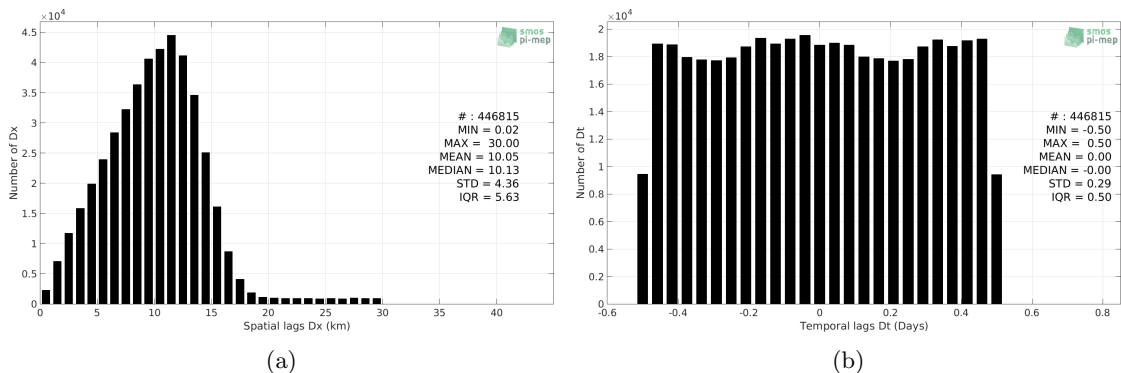 ×10⁴
4.5
4
3.5
3
2.5
2
1.5
1
0.5
0
Number of Dx
0 5 10 15 20 25 30 35 40
Spatial lags Dx (km)
smos
pi-mep
# : 446815
MIN = 0.02
MAX = 30.00
MEAN = 10.05
MEDIAN = 10.13
STD = 4.36
IQR = 5.63
(a)
×10⁴
2
1.8
1.6
1.4
1.2
1
0.8
0.6
0.4
0.2
0
Number of Dt
-0.6 -0.4 -0.2 0 0.2 0.4 0.6 0.8
Temporal lags Dt (Days)
smos
pi-mep
# : 446815
MIN = -0.50
MAX = 0.50
MEAN = 0.00
MEDIAN = -0.00
STD = 0.29
IQR = 0.50
(b)